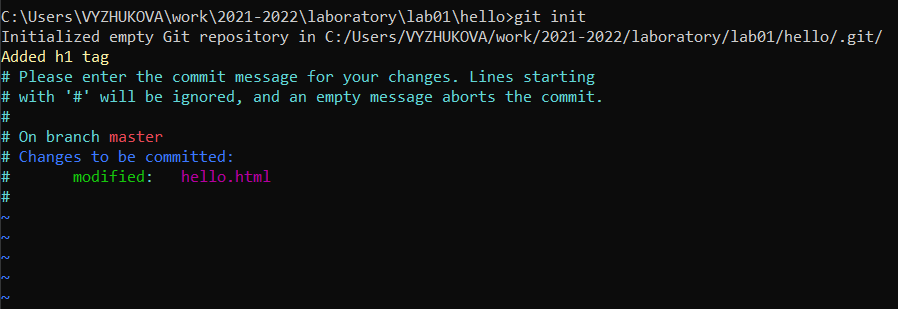 C:\Users\VYZHUKOVA\work\2021-2022\laboratory\lab01\hello>git init
Initialized empty Git repository in C:/Users/VYZHUKOVA/work/2021-2022/laboratory/lab01/hello/.git/
Added h1 tag
# Please enter the commit message for your changes. Lines starting
# with '#' will be ignored, and an empty message aborts the commit.
#
# On branch master
# Changes to be committed:
#       modified:   hello.html
#
~
~
~
~
~